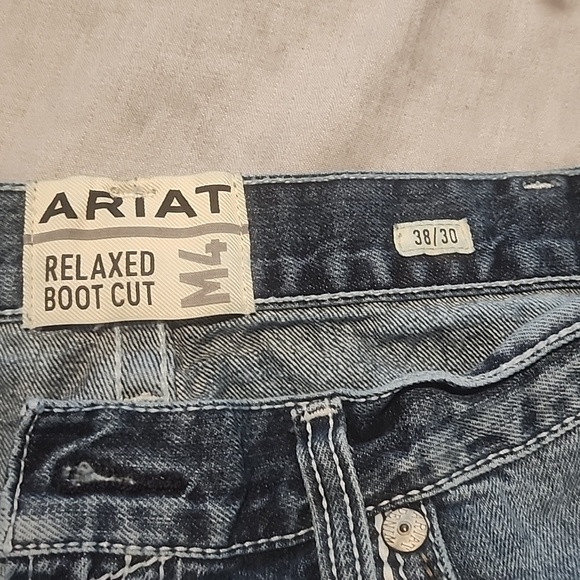 ARIAT
RELAXED
BOOT CUT
M4
38/30